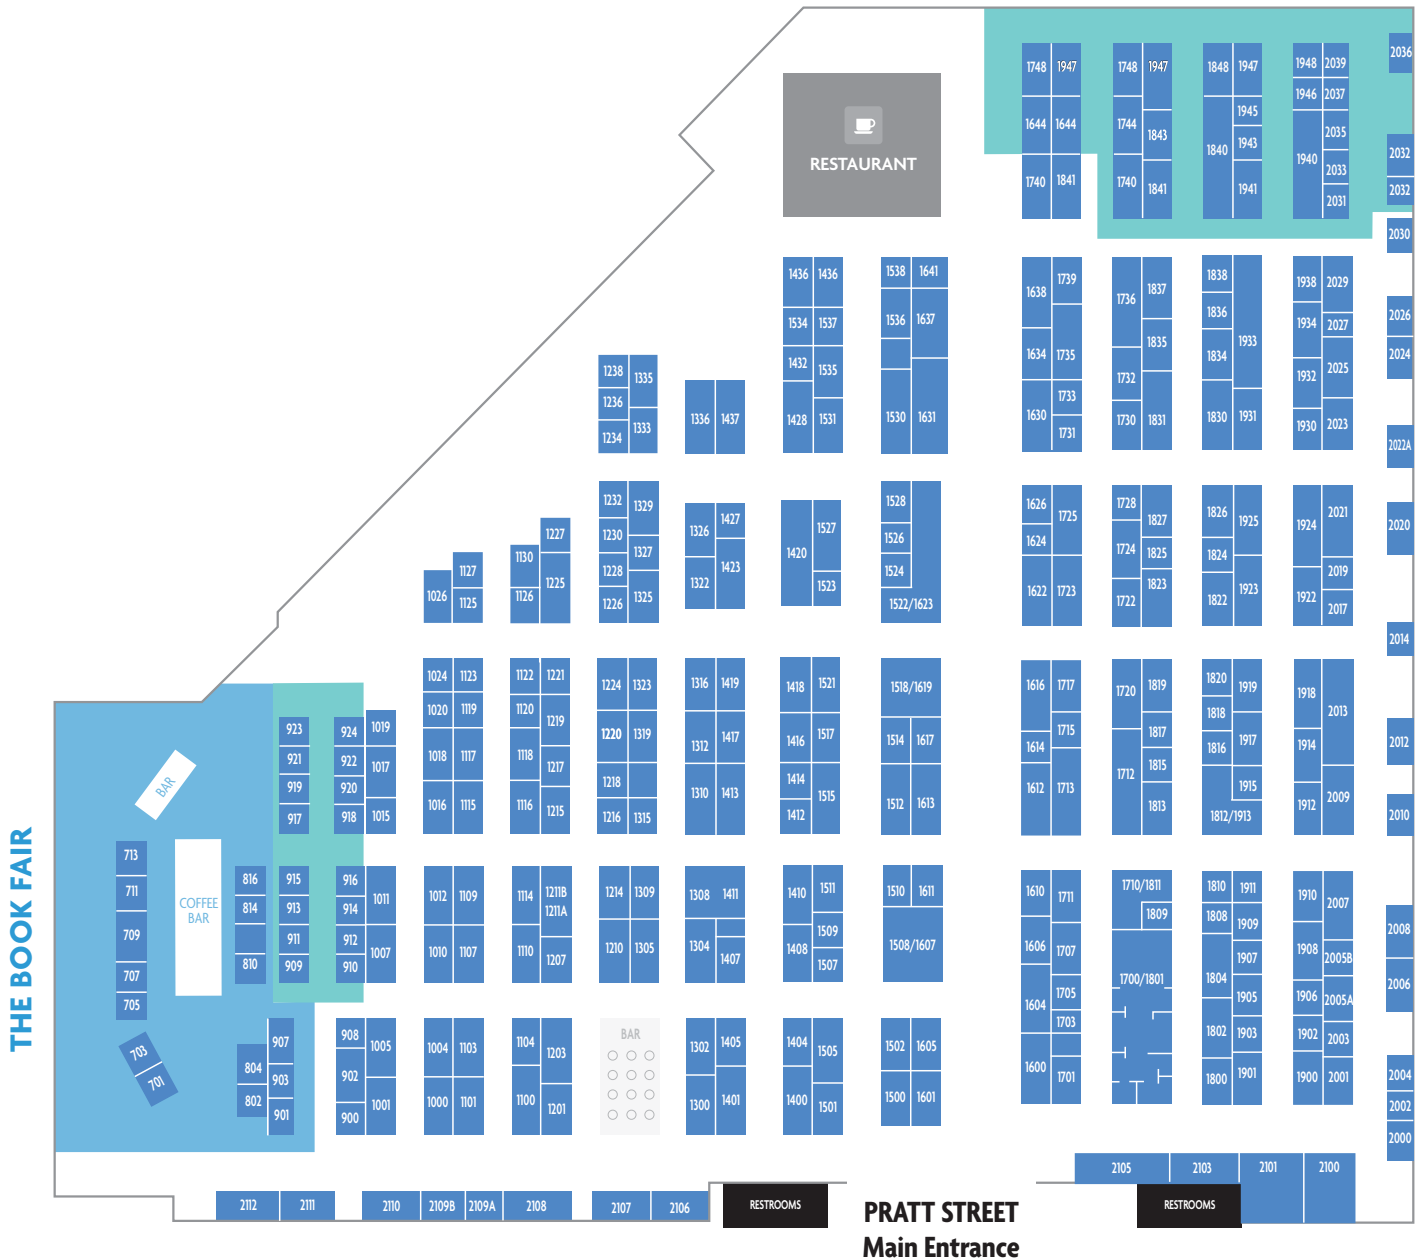 2036
1748 1947 1748 1947 1848 1947 1948 2039
1946 2037
1644 1644 1744 1843 1945 2035
1840 1943 1940 2032
1740 1841 1740 1841 1941 2033
2032
2031
RESTAURANT
2030
1436 1436 1538 1641 1638 1739 1736 1837 1838 1938 2029
1534 1537 1536 1637 1836 1933 1934 2027 2026
1432 1535 1634 1735 1732 1835 1834 1932 2025 2024
1238 1335
1236
1234 1333
1336 1437 1428 1531 1530 1631 1630 1733 1730 1831 1830 1931 1930 2023
1731
2022A
1232 1329 1326 1427 1420 1527 1528 1626 1725 1728 1827 1826 1925 1924 2021 2020
1227 1230 1327 1526 1624 1724 1825 1824
1130 1127 1225 1228 1322 1423 1524 1823 2019
1026 1125 1126 1226 1325 1523 1522/1623 1622 1723 1722 1822 1923 1922 2017
2014
1024 1123 1122 1221 1224 1323 1316 1419 1418 1521 1518/1619 1616 1717 1720 1819 1820 1919 1918 2013
1020 1119 1120 1219 1818
923 924 1019 1220 1319 1312 1417 1416 1517 1514 1617 1614 1715 1817 1816 1917 1914 2012
921 922 1017 1018 1117 1118 1217 1815
919 920 1218 1310 1413 1414 1515 1512 1613 1612 1713 1712 1915 1912 2009
917 918 1015 1016 1115 1116 1215 1216 1315 1412 1813 1812/1913 2010
BAR
THE BOOK FAIR
713
711
709
707
705
703
701
COFFEE
BAR
816 915 916 1011 1012 1109 1114 1211B 1214 1309 1308 1411 1410 1511 1510 1611 1610 1711 1710/1811 1810 1911 1910 2007
814 913 914 1211A 1809 1808 1909
911 912 1007 1010 1107 1110 1207 1210 1305 1304 1407 1408 1509 1508/1607 1606 1707 1907 1908 2005B 2008
810 909 910 1507 1700/1801 1804 2006
1604 1705 1905 1906 2005A
907 908 1005 1004 1103 1104 1203 BAR 1302 1405 1404 1505 1502 1605 1703 1802 1903 1902 2003
804 903 902 1600 1701 1800 1901 1900 2001 2004
802 901 900 1001 1000 1101 1100 1201 1300 1401 1400 1501 1500 1601 2002
2000
2105 2103 2101 2100
2112 2111 2110 2109B 2109A 2108 2107 2106 RESTROOMS RESTROOMS
PRATT STREET
Main Entrance